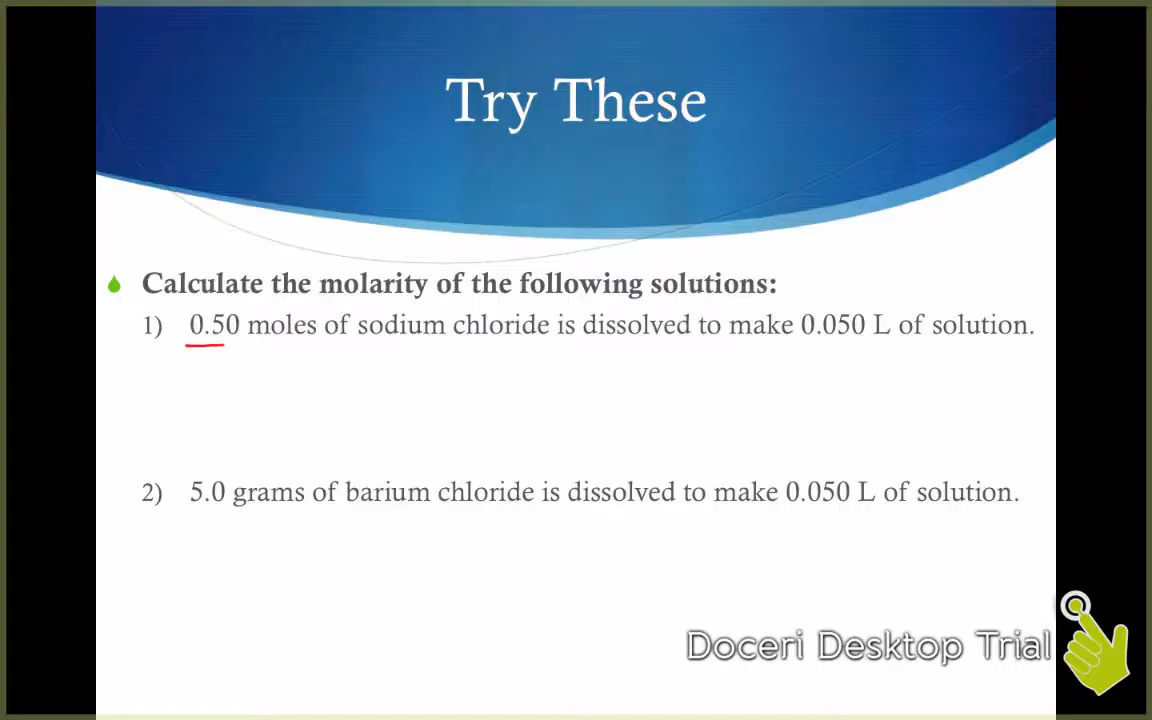 Try These
Calculate the molarity of the following solutions:
1) 0.50 moles of sodium chloride is dissolved to make 0.050 L of solution.
2) 5.0 grams of barium chloride is dissolved to make 0.050 L of solution.
Doceri Desktop Trial